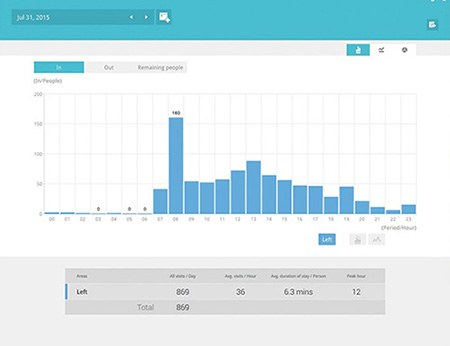 Jul 31, 2015
In Out Remaining people
(In/People)
200
150
100
50
0
160
0 0 0
00 01 02 03 04 05 06 07 08 09 10 11 12 13 14 15 16 17 18 19 20 21 22 23
(Period/Hour)
Left
Areas All visits / Day Avg. visits / Hour Avg. duration of stay / Person Peak hour
Left 869 36 6.3 mins 12
Total 869